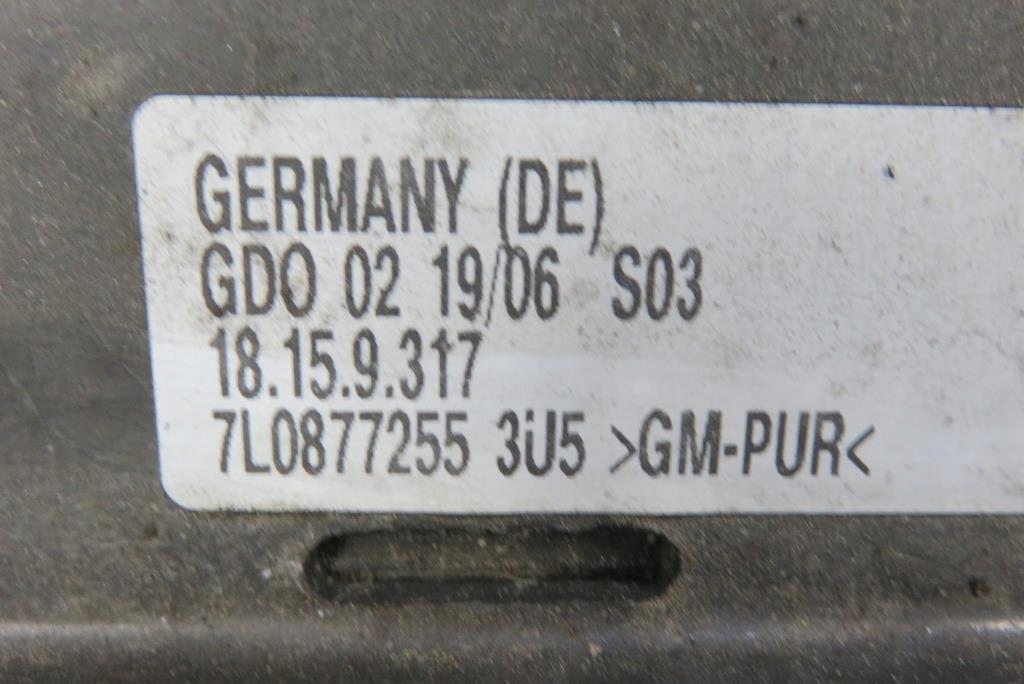 GERMANY (DE)
GDO 02 19/06 S03
18.15.9.317
7L0877255 3U5 >GM-PUR<